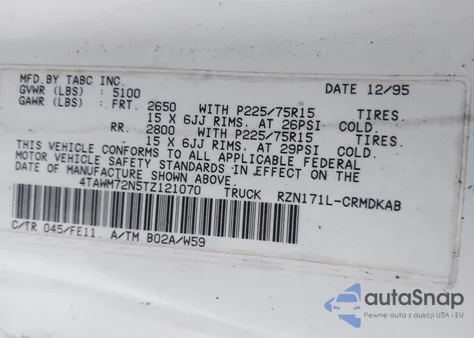 MFD.BY TABC INC. DATE 12/95
GVWR (LBS) : 5100
GAWR (LBS) : FRT. 2650 WITH P225/75R15 TIRES.
15 X 6JJ RIMS. AT 26PSI COLD.
RR. 2800 WITH P225/75R15 TIRES.
15 X 6JJ RIMS. AT 29PSI COLD.
THIS VEHICLE CONFORMS TO ALL APPLICABLE FEDERAL
MOTOR VEHICLE SAFETY STANDARDS IN EFFECT ON THE
DATE OF MANUFACTURE SHOWN ABOVE.
4TAWM72N5TZ121070 TRUCK RZN171L-CRMDKAB
C/TR 045/FE11. A/TM B02A/W59
autoSnap
Pewne auta z aukcji USA i EU